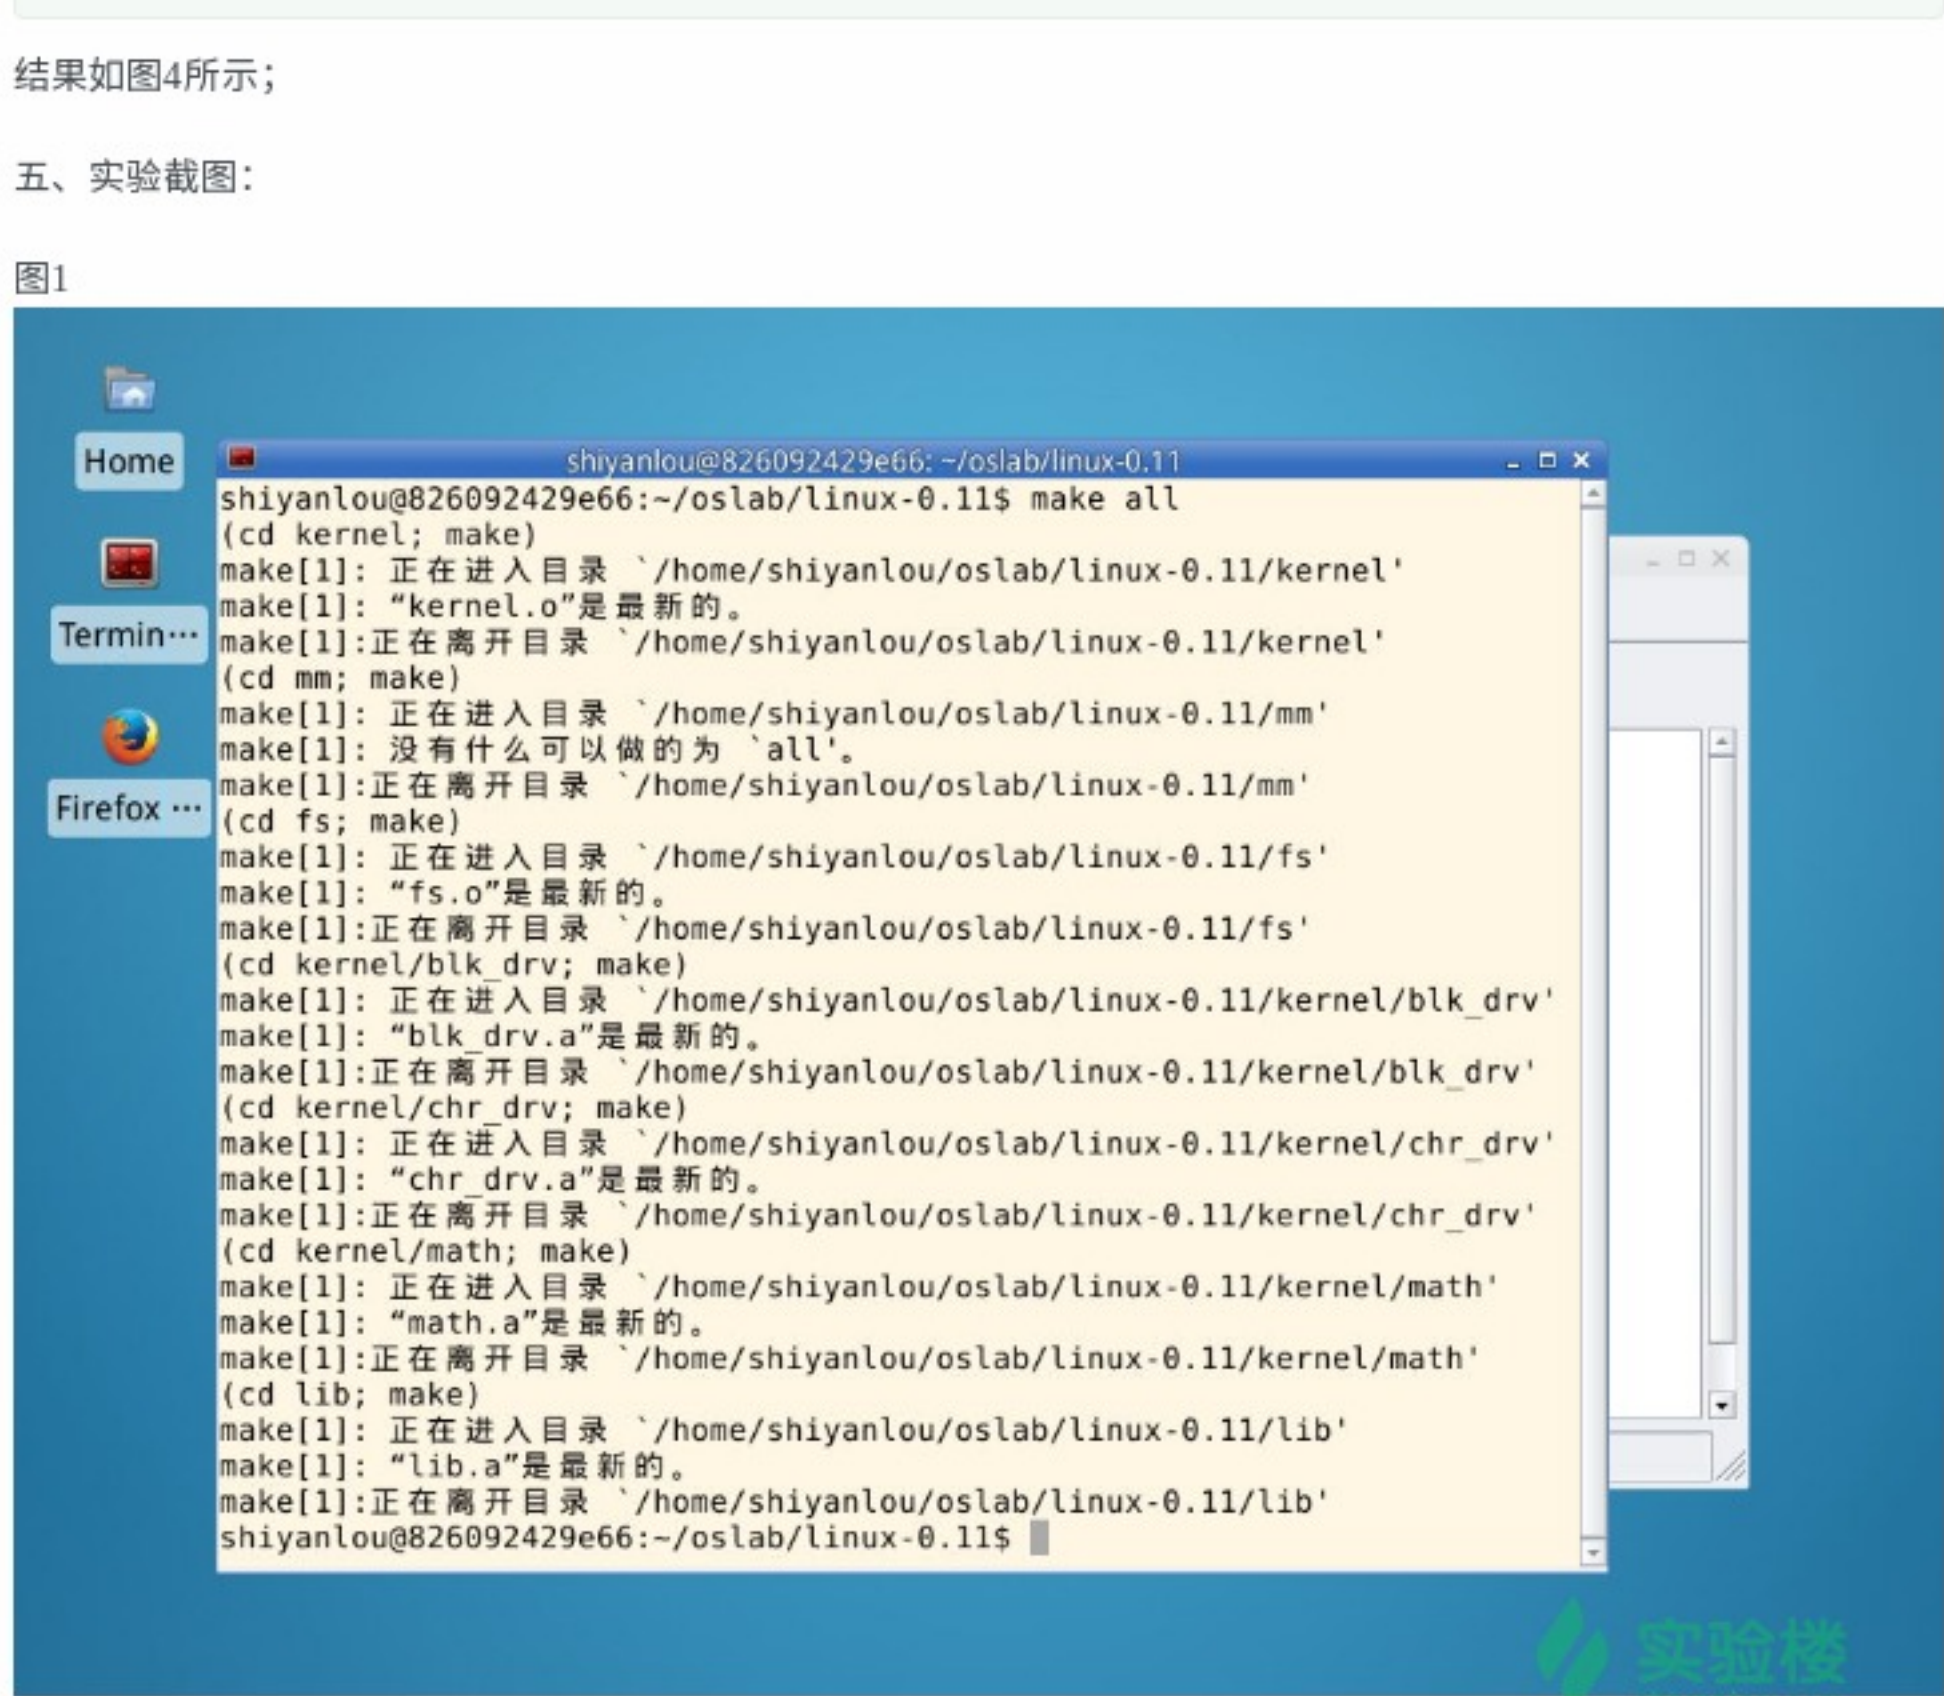 结果如图4所示；
五、实验截图：
图1
Home
Termin…
Firefox …
shiyanlou@826092429e66: ~/oslab/linux-0.11
shiyanlou@826092429e66:~/oslab/linux-0.11$ make all
(cd kernel; make)
make[1]: 正在进入目录 `/home/shiyanlou/oslab/linux-0.11/kernel'
make[1]: “kernel.o”是最新的。
make[1]:正在离开目录 `/home/shiyanlou/oslab/linux-0.11/kernel'
(cd mm; make)
make[1]: 正在进入目录 `/home/shiyanlou/oslab/linux-0.11/mm'
make[1]: 没有什么可以做的为 `all'。
make[1]:正在离开目录 `/home/shiyanlou/oslab/linux-0.11/mm'
(cd fs; make)
make[1]: 正在进入目录 `/home/shiyanlou/oslab/linux-0.11/fs'
make[1]: “fs.o”是最新的。
make[1]:正在离开目录 `/home/shiyanlou/oslab/linux-0.11/fs'
(cd kernel/blk_drv; make)
make[1]: 正在进入目录 `/home/shiyanlou/oslab/linux-0.11/kernel/blk_drv'
make[1]: “blk_drv.a”是最新的。
make[1]:正在离开目录 `/home/shiyanlou/oslab/linux-0.11/kernel/blk_drv'
(cd kernel/chr_drv; make)
make[1]: 正在进入目录 `/home/shiyanlou/oslab/linux-0.11/kernel/chr_drv'
make[1]: “chr_drv.a”是最新的。
make[1]:正在离开目录 `/home/shiyanlou/oslab/linux-0.11/kernel/chr_drv'
(cd kernel/math; make)
make[1]: 正在进入目录 `/home/shiyanlou/oslab/linux-0.11/kernel/math'
make[1]: “math.a”是最新的。
make[1]:正在离开目录 `/home/shiyanlou/oslab/linux-0.11/kernel/math'
(cd lib; make)
make[1]: 正在进入目录 `/home/shiyanlou/oslab/linux-0.11/lib'
make[1]: “lib.a”是最新的。
make[1]:正在离开目录 `/home/shiyanlou/oslab/linux-0.11/lib'
shiyanlou@826092429e66:~/oslab/linux-0.11$
实验楼